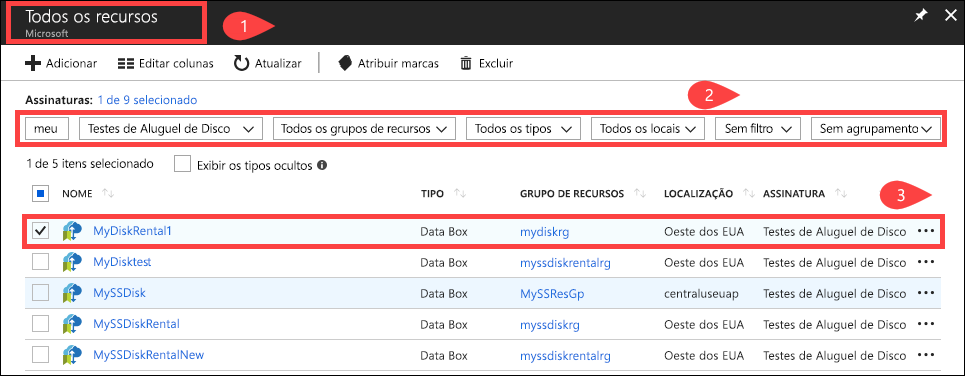 Todos os recursos
Microsoft
1
Adicionar Editar colunas Atualizar Atribuir marcas Excluir
Assinaturas: 1 de 9 selecionado
2
meu Testes de Aluguel de Disco Todos os grupos de recursos Todos os tipos Todos os locais Sem filtro Sem agrupamento
1 de 5 itens selecionado Exibir os tipos ocultos
NOME TIPO GRUPO DE RECURSOS LOCALIZAÇÃO ASSINATURA
3
MyDiskRental1 Data Box mydiskrg Oeste dos EUA Testes de Aluguel de Disco
MyDisktest Data Box myssdiskrentalrg Oeste dos EUA Testes de Aluguel de Disco
MySSDisk Data Box MySSResGp centraluseuap Testes de Aluguel de Disco
MySSDiskRental Data Box myssdiskrg Oeste dos EUA Testes de Aluguel de Disco
MySSDiskRentalNew Data Box myssdiskrentalrg Oeste dos EUA Testes de Aluguel de Disco